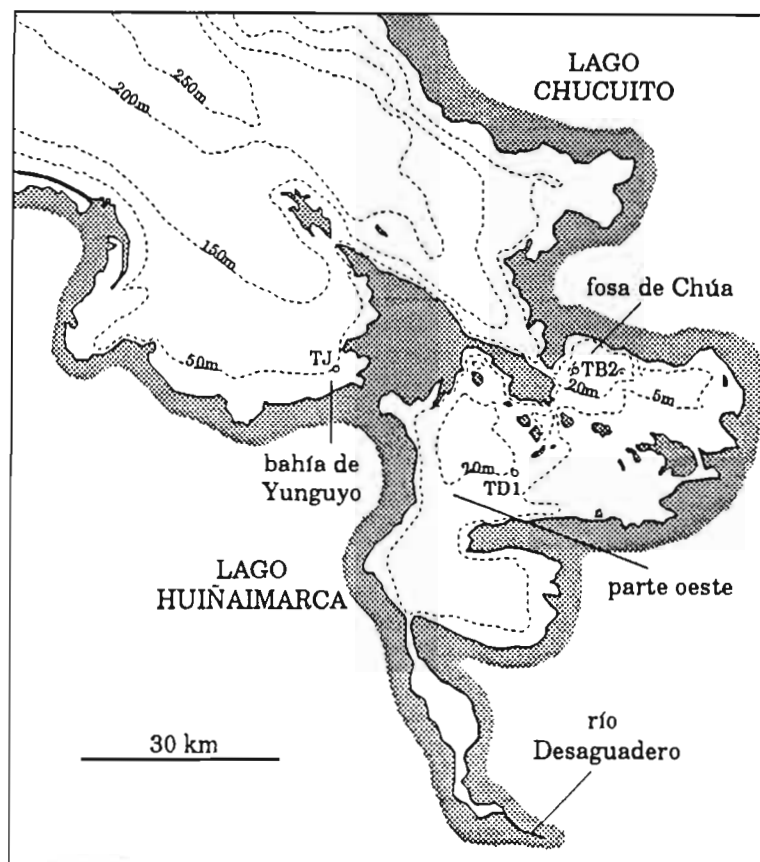 LAGO
CHUCUITO
250m
200m
150m
fosa de Chúa
TJ
50m
TB2
20m
5m
bahía de
Yunguyo
20m
TD1
LAGO
HUIÑAIMARCA
parte oeste
30 km
río
Desaguadero